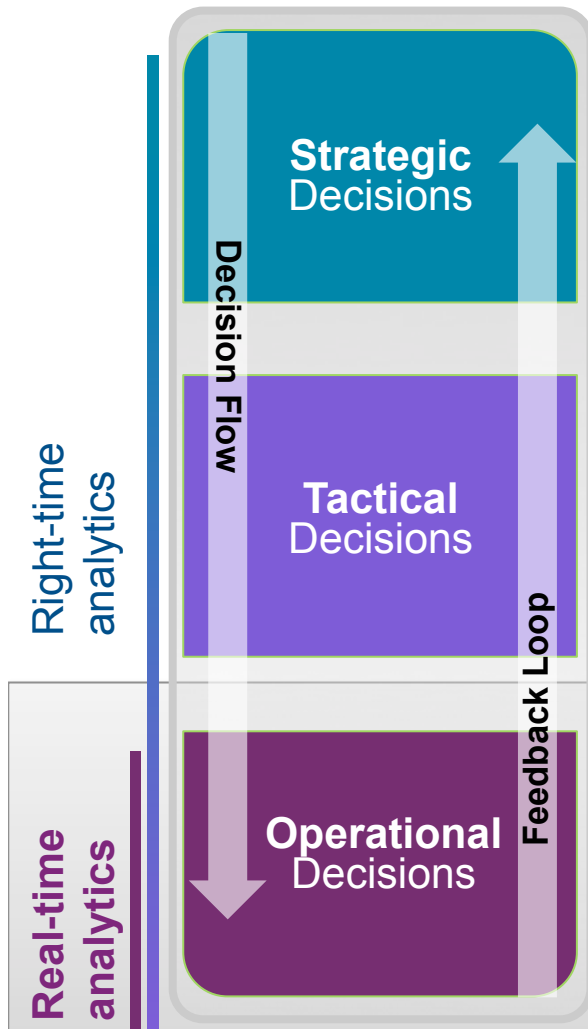 Strategic
Decisions
Decision Flow
Tactical
Decisions
Right-time
analytics
Feedback Loop
Operational
Decisions
Real-time
analytics